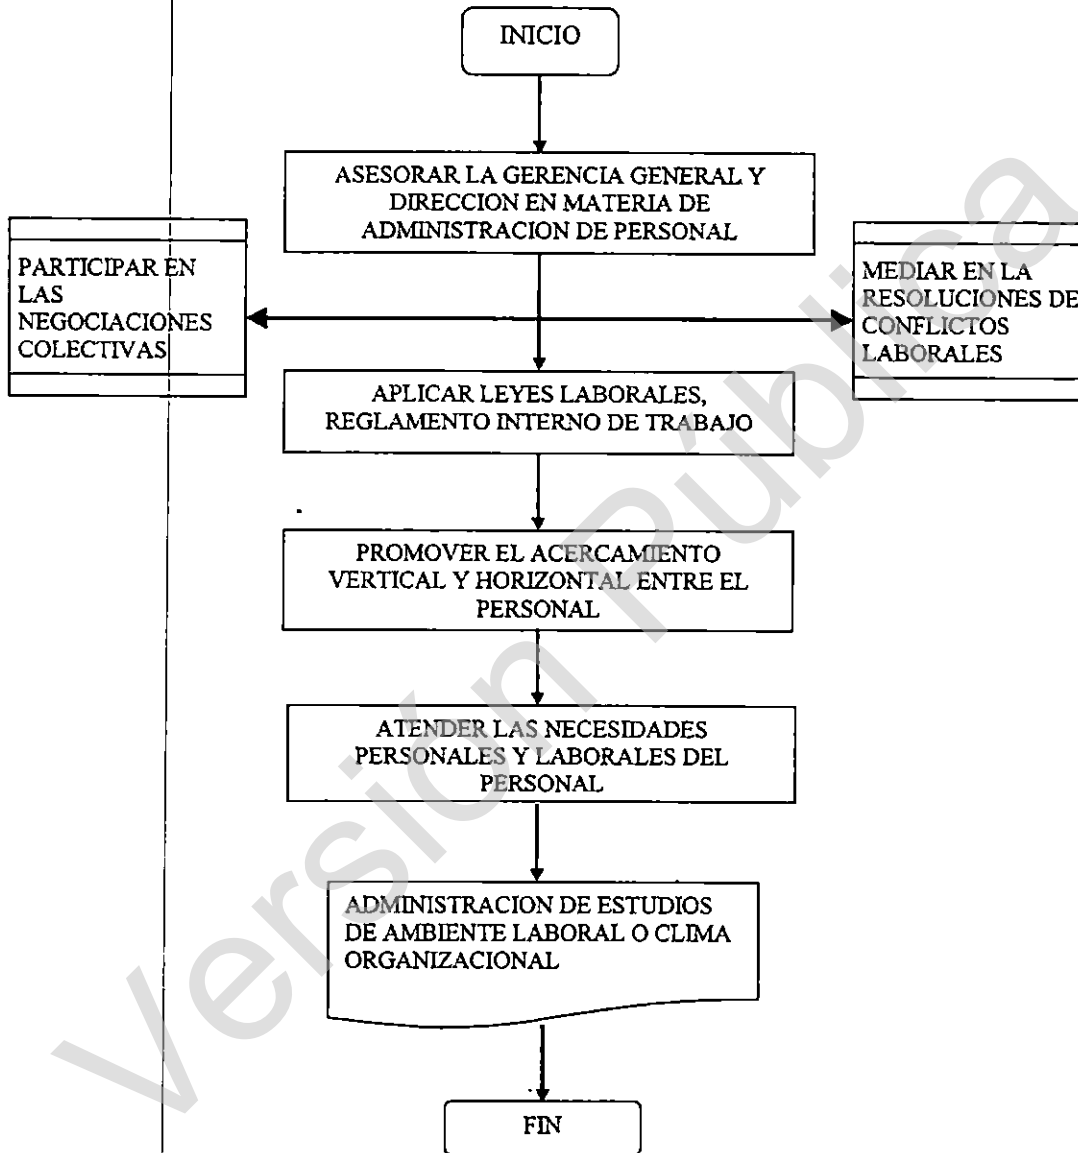 INICIO
ASESORAR LA GERENCIA GENERAL Y
DIRECCION EN MATERIA DE
ADMINISTRACION DE PERSONAL
PARTICIPAR EN
LAS
NEGOCIACIONES
COLECTIVAS
MEDIAR EN LA
RESOLUCIONES DE
CONFLICTOS
LABORALES
APLICAR LEYES LABORALES,
REGLAMENTO INTERNO DE TRABAJO
PROMOVER EL ACERCAMIENTO
VERTICAL Y HORIZONTAL ENTRE EL
PERSONAL
ATENDER LAS NECESIDADES
PERSONALES Y LABORALES DEL
PERSONAL
ADMINISTRACION DE ESTUDIOS
DE AMBIENTE LABORAL O CLIMA
ORGANIZACIONAL
FIN
Versión Pública